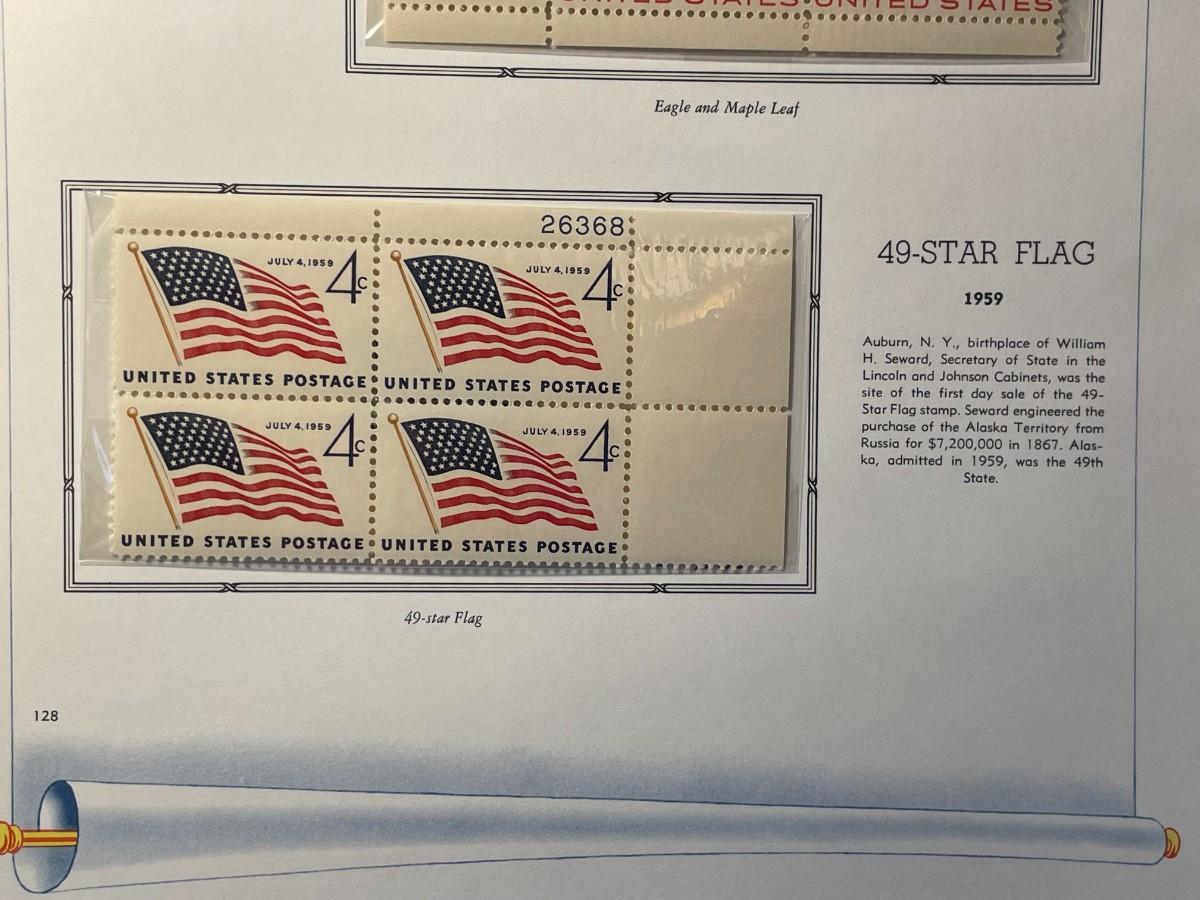 UNITED STATES UNITED STATES
Eagle and Maple Leaf
26368
JULY 4, 1959 4c
JULY 4, 1959 4c
UNITED STATES POSTAGE
UNITED STATES POSTAGE
JULY 4, 1959 4c
JULY 4, 1959 4c
UNITED STATES POSTAGE
UNITED STATES POSTAGE
49-star Flag
49-STAR FLAG
1959
Auburn, N. Y., birthplace of William
H. Seward, Secretary of State in the
Lincoln and Johnson Cabinets, was the
site of the first day sale of the 49-
Star Flag stamp. Seward engineered the
purchase of the Alaska Territory from
Russia for $7,200,000 in 1867. Alas-
ka, admitted in 1959, was the 49th
State.
128